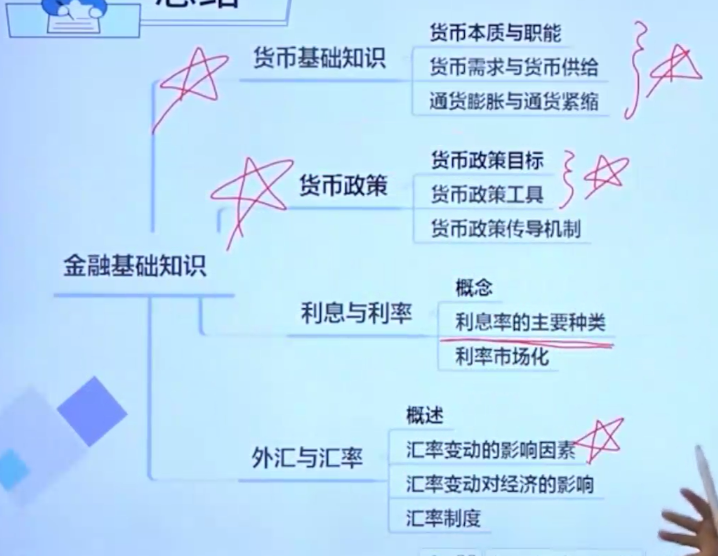 总结
货币基础知识
货币本质与职能
货币需求与货币供给
通货膨胀与通货紧缩
货币政策
货币政策目标
货币政策工具
货币政策传导机制
金融基础知识
利息与利率
概念
利息率的主要种类
利率市场化
外汇与汇率
概述
汇率变动的影响因素
汇率变动对经济的影响
汇率制度